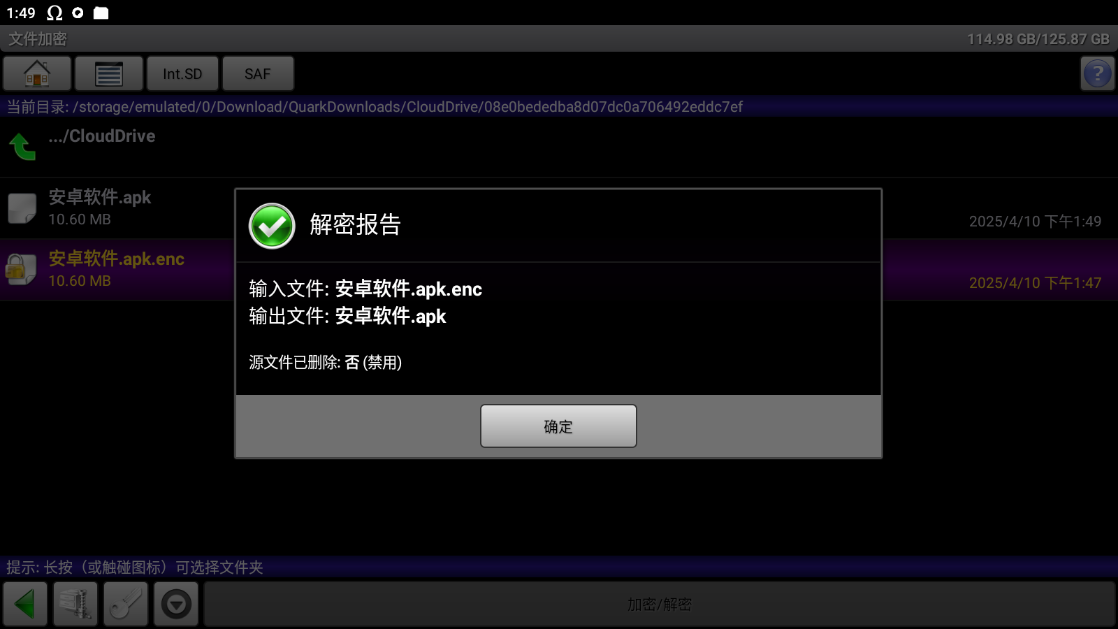 1:49
文件加密
114.98 GB/125.87 GB
Int.SD
SAF
?
当前目录: /storage/emulated/0/Download/QuarkDownloads/CloudDrive/08e0bededba8d07dc0a706492eddc7ef
.../CloudDrive
安卓软件.apk
10.60 MB
2025/4/10 下午1:49
安卓软件.apk.enc
10.60 MB
2025/4/10 下午1:47
解密报告
输入文件: 安卓软件.apk.enc
输出文件: 安卓软件.apk
源文件已删除: 否 (禁用)
确定
提示: 长按（或触碰图标）可选择文件夹
加密/解密